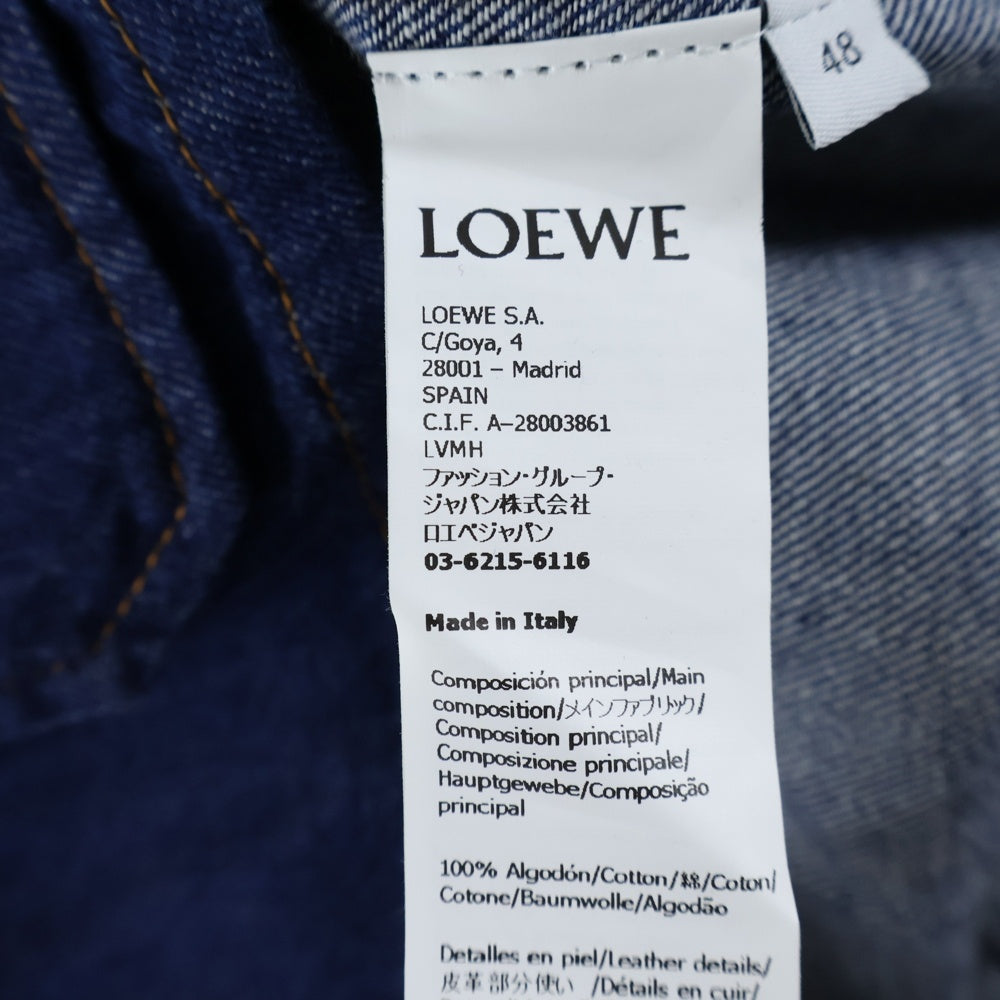 48
LOEWE
LOEWE S.A.
C/Goya, 4
28001 – Madrid
SPAIN
C.I.F. A–28003861
LVMH
ファッション・グループ・
ジャパン株式会社
ロエベジャパン
03-6215-6116
Made in Italy
Composición principal/Main
composition/メインファブリック/
Composition principal/
Composizione principale/
Hauptgewebe/Composição
principal
100% Algodón/Cotton/綿/Coton/
Cotone/Baumwolle/Algodão
Detalles en piel/Leather details/
皮革部分使い /Détails en cuir/